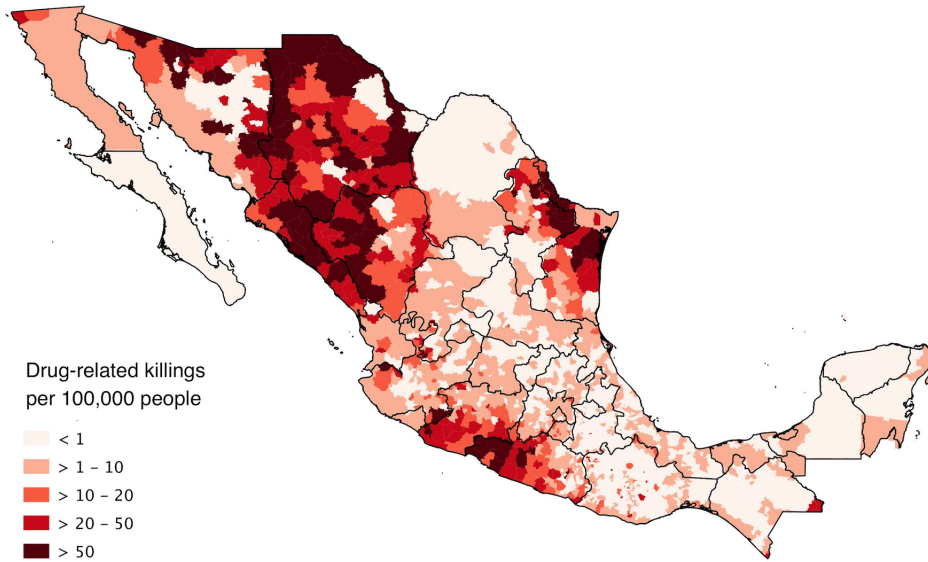 Drug-related killings
per 100,000 people
< 1
> 1 – 10
> 10 – 20
> 20 – 50
> 50